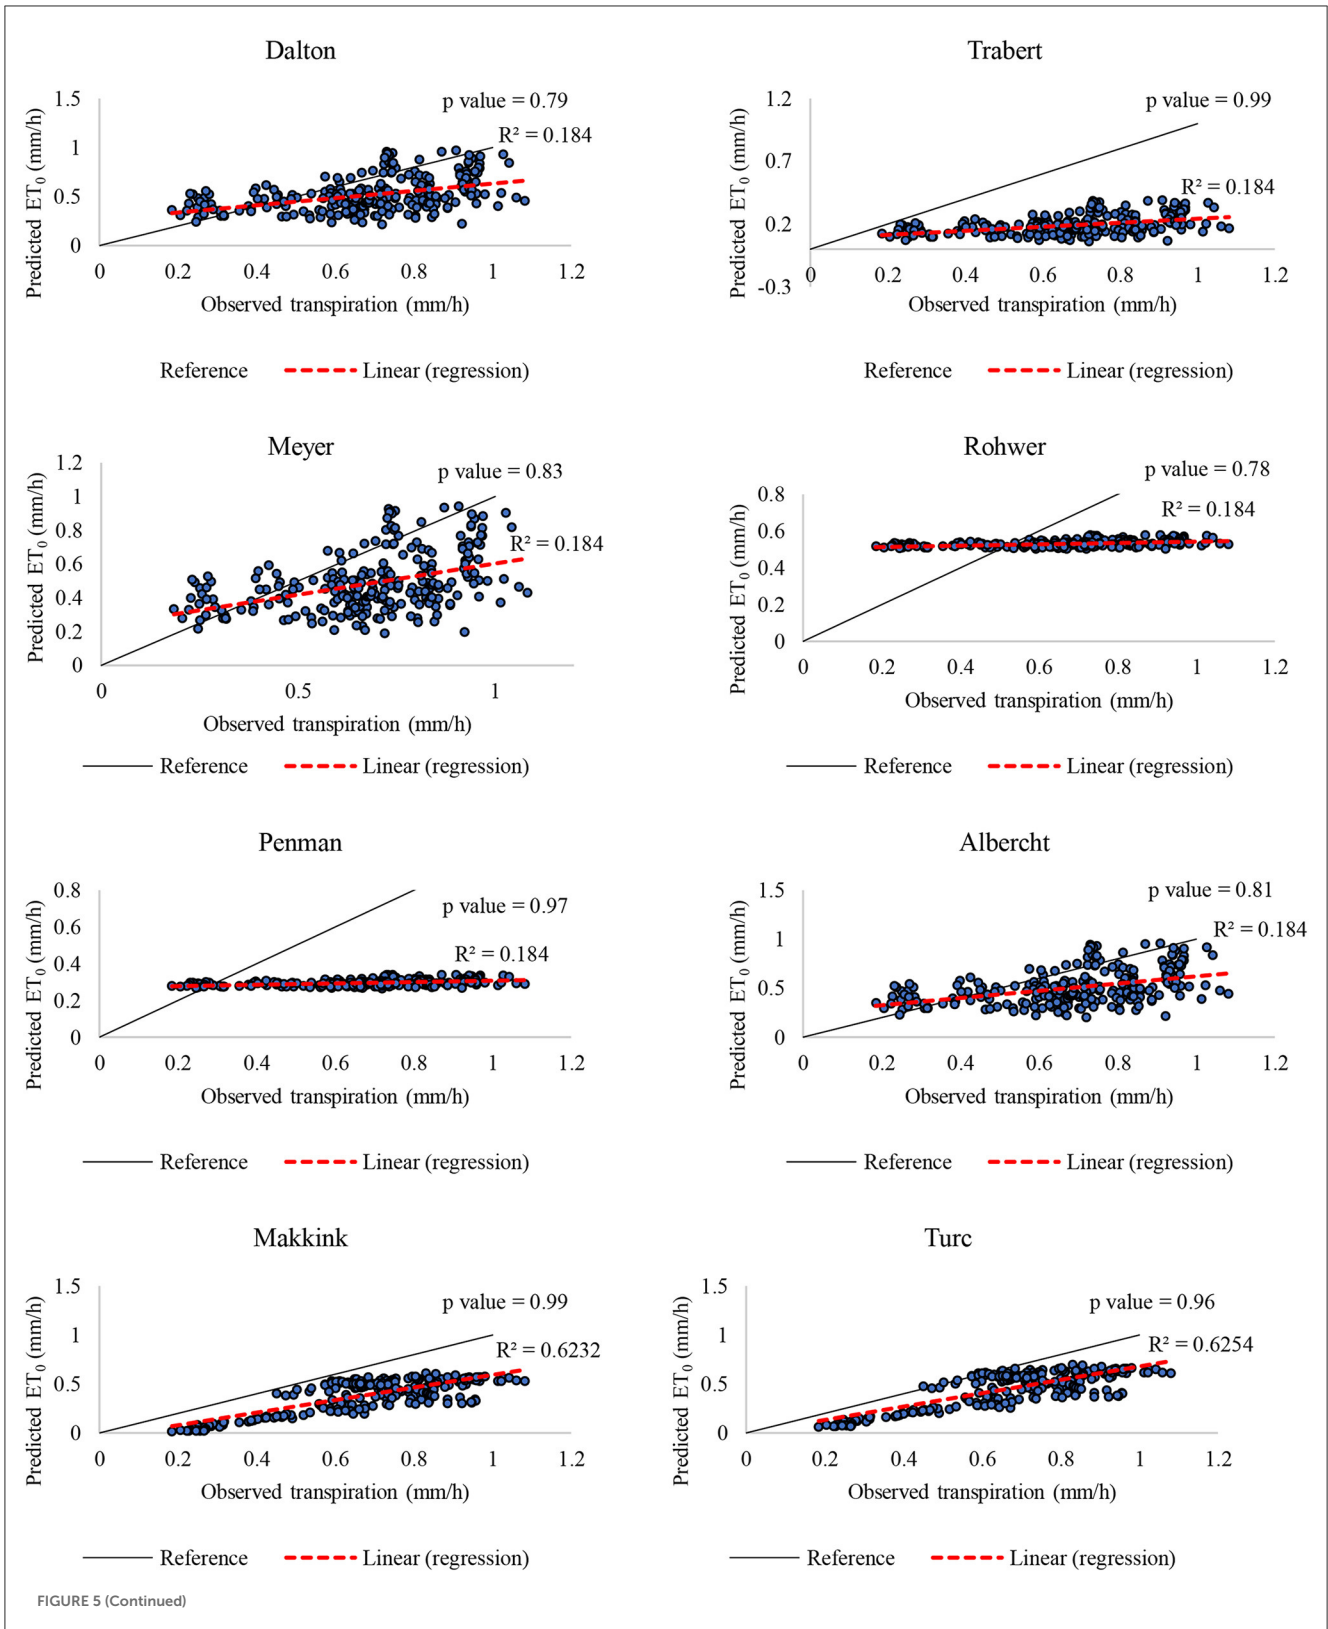 Dalton
p value = 0.79
R² = 0.184
Predicted ET0 (mm/h)
1.5
1
0.5
0
0 0.2 0.4 0.6 0.8 1 1.2
Observed transpiration (mm/h)
Reference Linear (regression)
Trabert
p value = 0.99
R² = 0.184
Predicted ET0 (mm/h)
1.2
0.7
0.2
-0.3
0 0.2 0.4 0.6 0.8 1 1.2
Observed transpiration (mm/h)
Reference Linear (regression)
Meyer
p value = 0.83
R² = 0.184
Predicted ET0 (mm/h)
1.2
1
0.8
0.6
0.4
0.2
0
0 0.5 1
Observed transpiration (mm/h)
Reference Linear (regression)
Rohwer
p value = 0.78
R² = 0.184
Predicted ET0 (mm/h)
0.8
0.6
0.4
0.2
0
0 0.2 0.4 0.6 0.8 1 1.2
Observed transpiration (mm/h)
Reference Linear (regression)
Penman
p value = 0.97
R² = 0.184
Predicted ET0 (mm/h)
0.8
0.6
0.4
0.2
0
0 0.2 0.4 0.6 0.8 1 1.2
Observed transpiration (mm/h)
Reference Linear (regression)
Albercht
p value = 0.81
R² = 0.184
Predicted ET0 (mm/h)
1.5
1
0.5
0
0 0.2 0.4 0.6 0.8 1 1.2
Observed transpiration (mm/h)
Reference Linear (regression)
Makkink
p value = 0.99
R² = 0.6232
Predicted ET0 (mm/h)
1.5
1
0.5
0
0 0.2 0.4 0.6 0.8 1 1.2
Observed transpiration (mm/h)
Reference Linear (regression)
Turc
p value = 0.96
R² = 0.6254
Predicted ET0 (mm/h)
1.5
1
0.5
0
0 0.2 0.4 0.6 0.8 1 1.2
Observed transpiration (mm/h)
Reference Linear (regression)
FIGURE 5 (Continued)